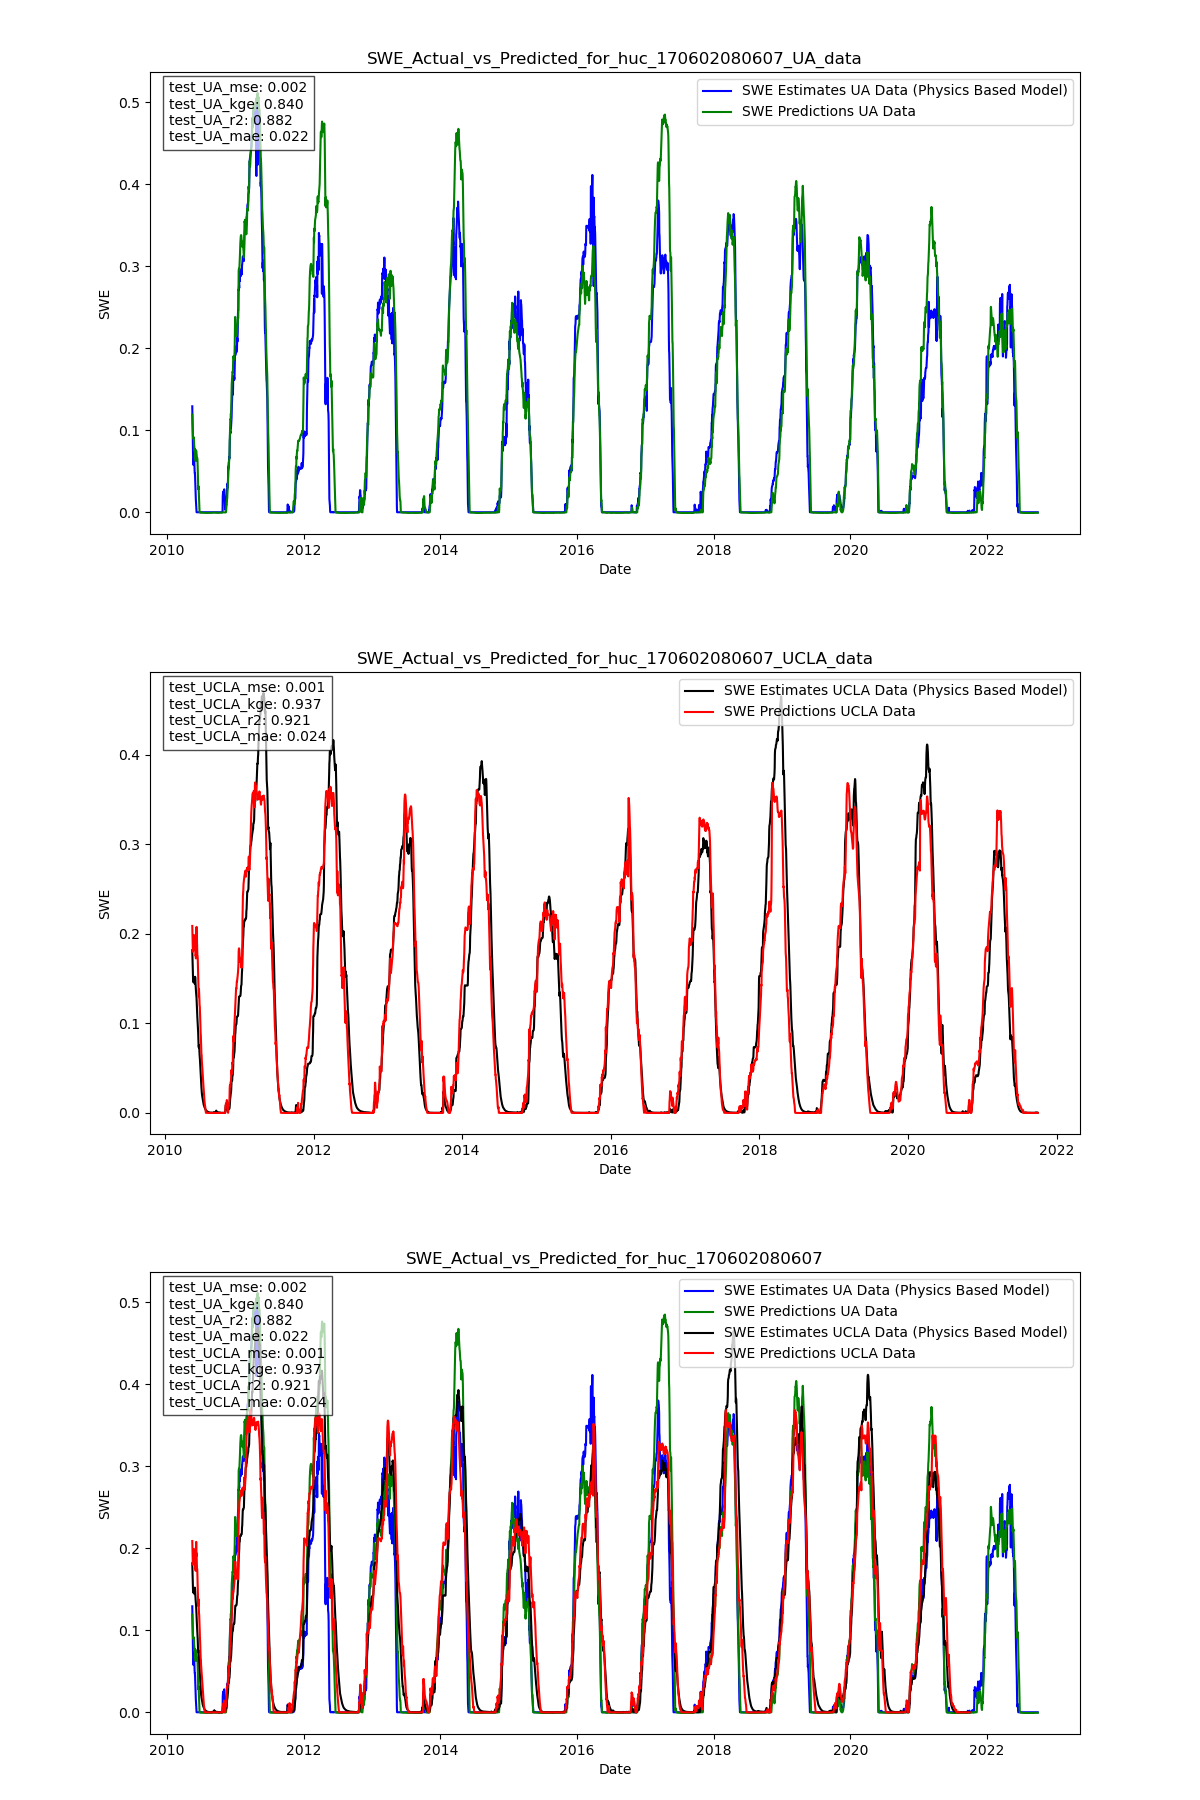 SWE_Actual_vs_Predicted_for_huc_170602080607_UA_data
test_UA_mse: 0.002
test_UA_kge: 0.840
test_UA_r2: 0.882
test_UA_mae: 0.022
SWE Estimates UA Data (Physics Based Model)
SWE Predictions UA Data
0.5
0.4
0.3
0.2
0.1
0.0
SWE
2010
2012
2014
2016
2018
2020
2022
Date
SWE_Actual_vs_Predicted_for_huc_170602080607_UCLA_data
test_UCLA_mse: 0.001
test_UCLA_kge: 0.937
test_UCLA_r2: 0.921
test_UCLA_mae: 0.024
SWE Estimates UCLA Data (Physics Based Model)
SWE Predictions UCLA Data
0.4
0.3
0.2
0.1
0.0
SWE
2010
2012
2014
2016
2018
2020
2022
Date
SWE_Actual_vs_Predicted_for_huc_170602080607
test_UA_mse: 0.002
test_UA_kge: 0.840
test_UA_r2: 0.882
test_UA_mae: 0.022
test_UCLA_mse: 0.001
test_UCLA_kge: 0.937
test_UCLA_r2: 0.921
test_UCLA_mae: 0.024
SWE Estimates UA Data (Physics Based Model)
SWE Predictions UA Data
SWE Estimates UCLA Data (Physics Based Model)
SWE Predictions UCLA Data
0.5
0.4
0.3
0.2
0.1
0.0
SWE
2010
2012
2014
2016
2018
2020
2022
Date